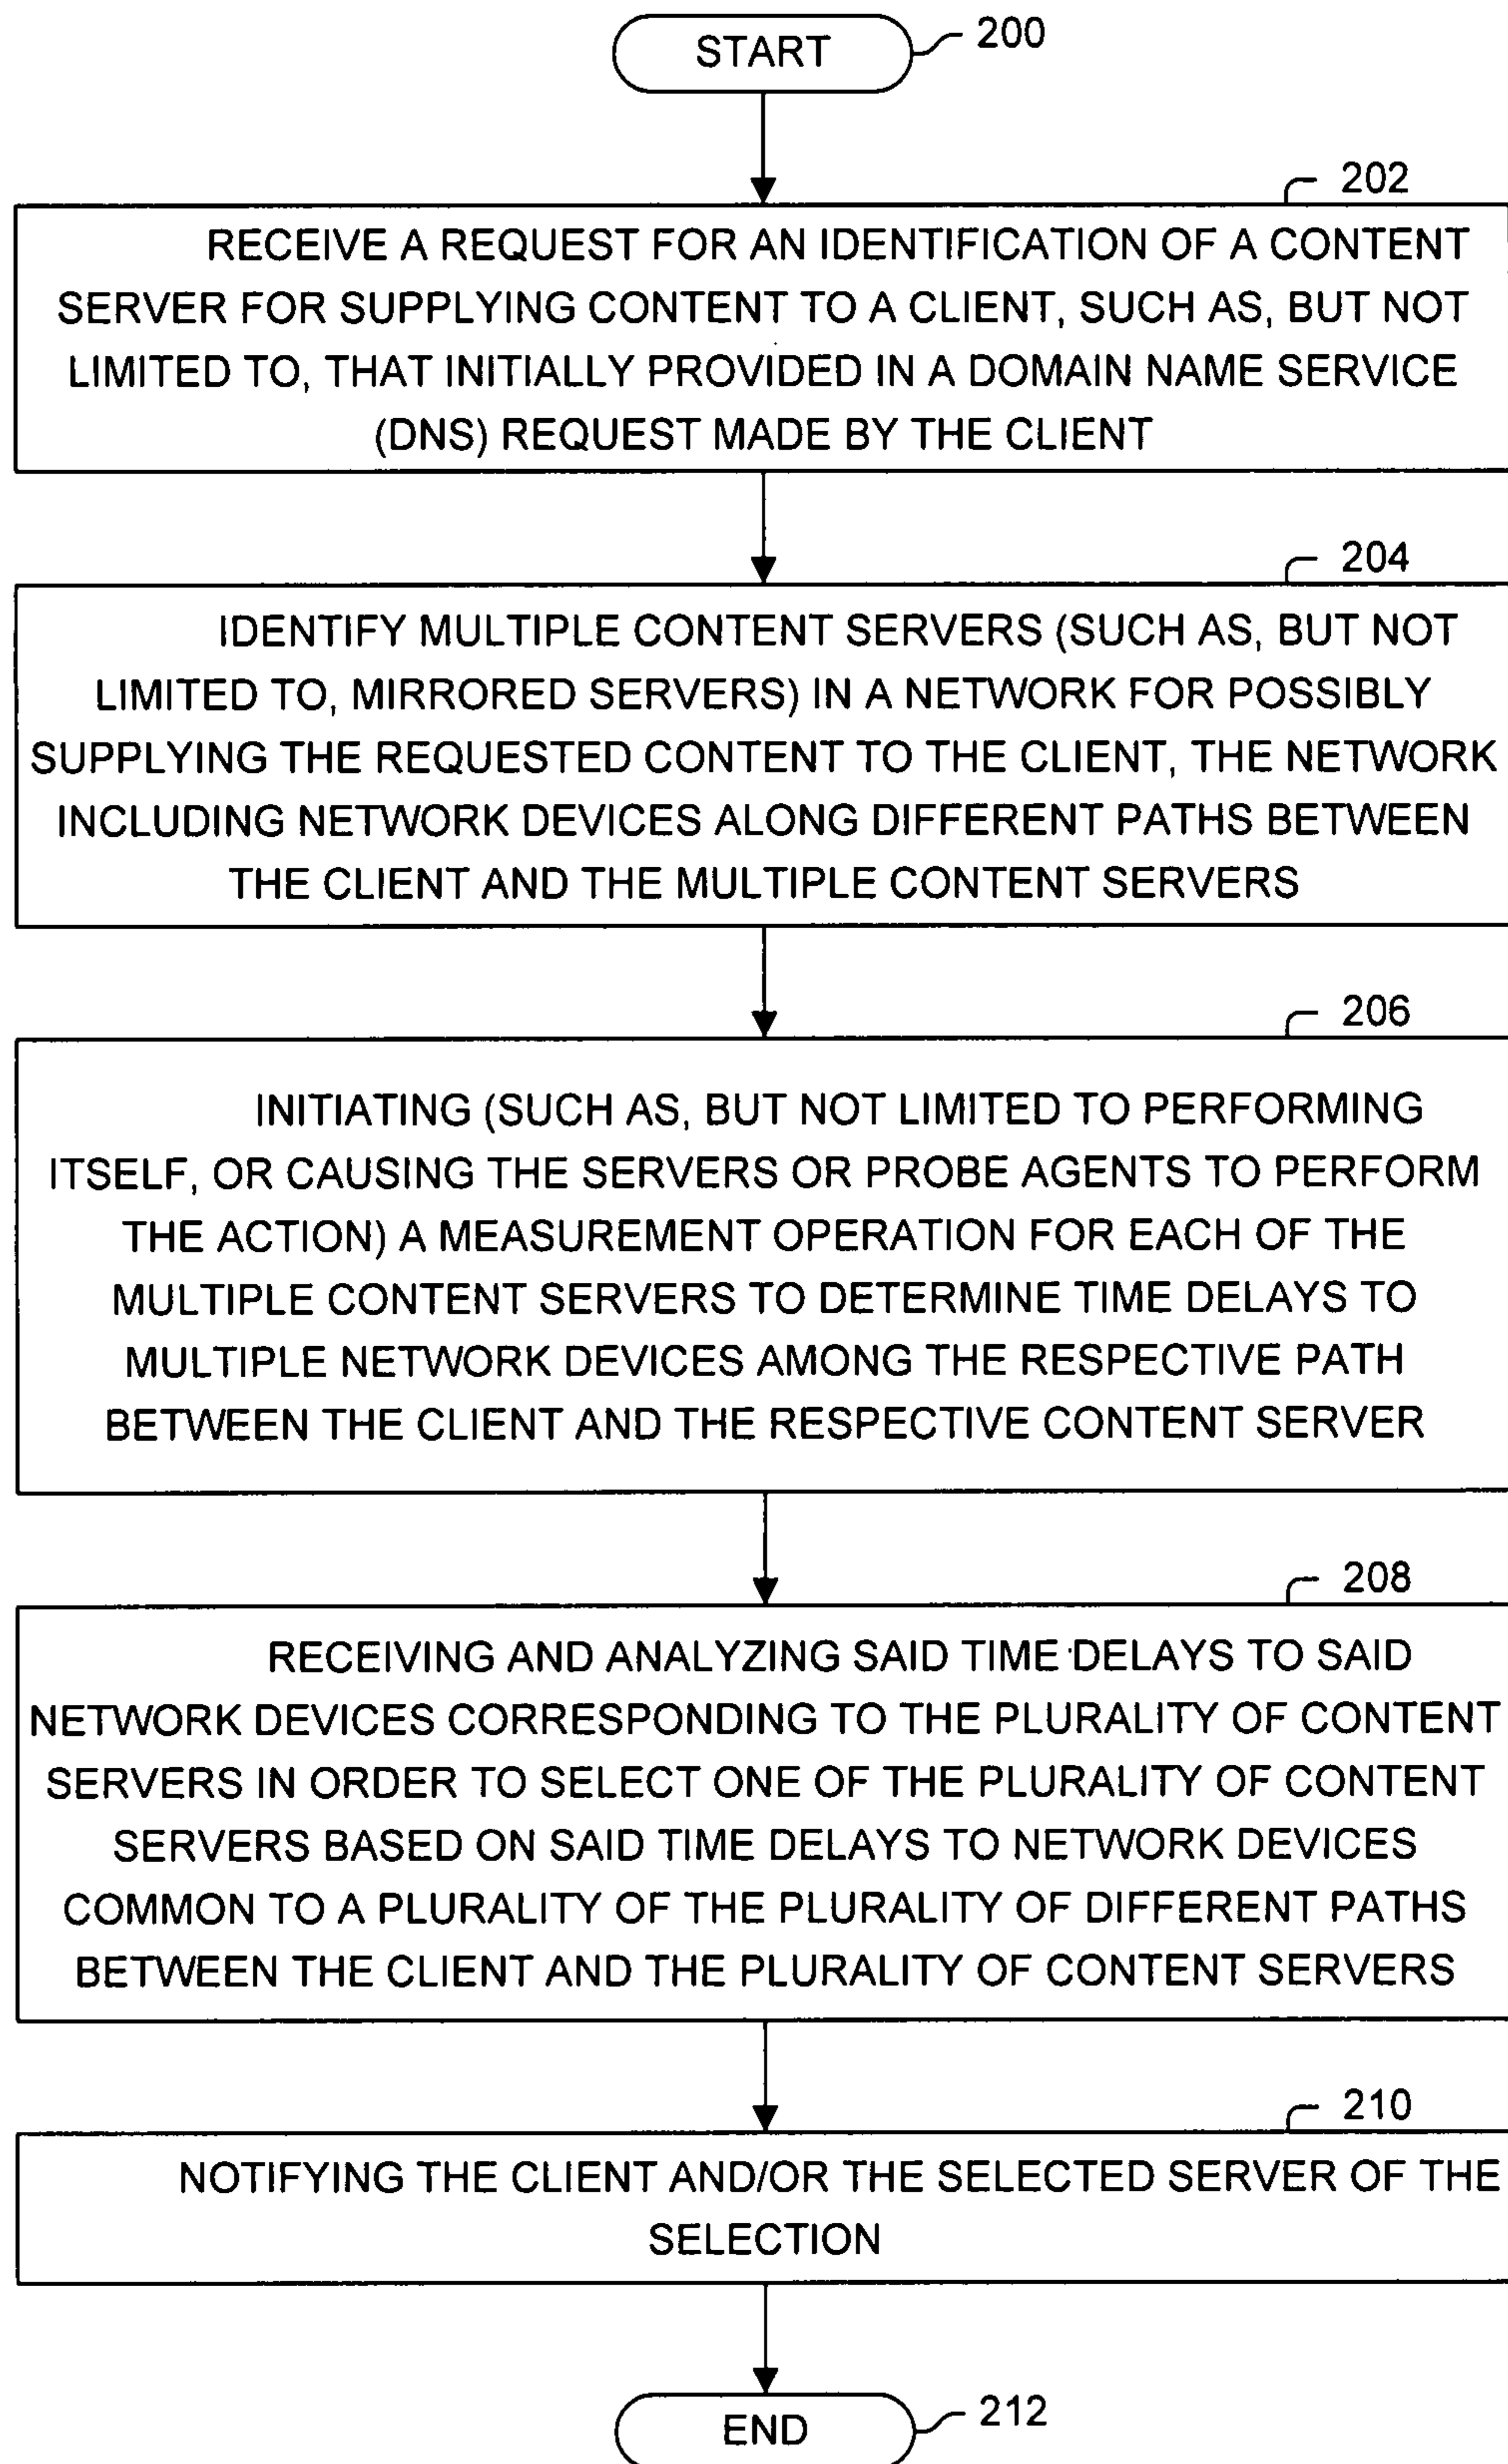 START
200
202
RECEIVE A REQUEST FOR AN IDENTIFICATION OF A CONTENT
SERVER FOR SUPPLYING CONTENT TO A CLIENT, SUCH AS, BUT NOT
LIMITED TO, THAT INITIALLY PROVIDED IN A DOMAIN NAME SERVICE
(DNS) REQUEST MADE BY THE CLIENT
204
IDENTIFY MULTIPLE CONTENT SERVERS (SUCH AS, BUT NOT
LIMITED TO, MIRRORED SERVERS) IN A NETWORK FOR POSSIBLY
SUPPLYING THE REQUESTED CONTENT TO THE CLIENT, THE NETWORK
INCLUDING NETWORK DEVICES ALONG DIFFERENT PATHS BETWEEN
THE CLIENT AND THE MULTIPLE CONTENT SERVERS
206
INITIATING (SUCH AS, BUT NOT LIMITED TO PERFORMING
ITSELF, OR CAUSING THE SERVERS OR PROBE AGENTS TO PERFORM
THE ACTION) A MEASUREMENT OPERATION FOR EACH OF THE
MULTIPLE CONTENT SERVERS TO DETERMINE TIME DELAYS TO
MULTIPLE NETWORK DEVICES AMONG THE RESPECTIVE PATH
BETWEEN THE CLIENT AND THE RESPECTIVE CONTENT SERVER
208
RECEIVING AND ANALYZING SAID TIME DELAYS TO SAID
NETWORK DEVICES CORRESPONDING TO THE PLURALITY OF CONTENT
SERVERS IN ORDER TO SELECT ONE OF THE PLURALITY OF CONTENT
SERVERS BASED ON SAID TIME DELAYS TO NETWORK DEVICES
COMMON TO A PLURALITY OF THE PLURALITY OF DIFFERENT PATHS
BETWEEN THE CLIENT AND THE PLURALITY OF CONTENT SERVERS
210
NOTIFYING THE CLIENT AND/OR THE SELECTED SERVER OF THE
SELECTION
END
212